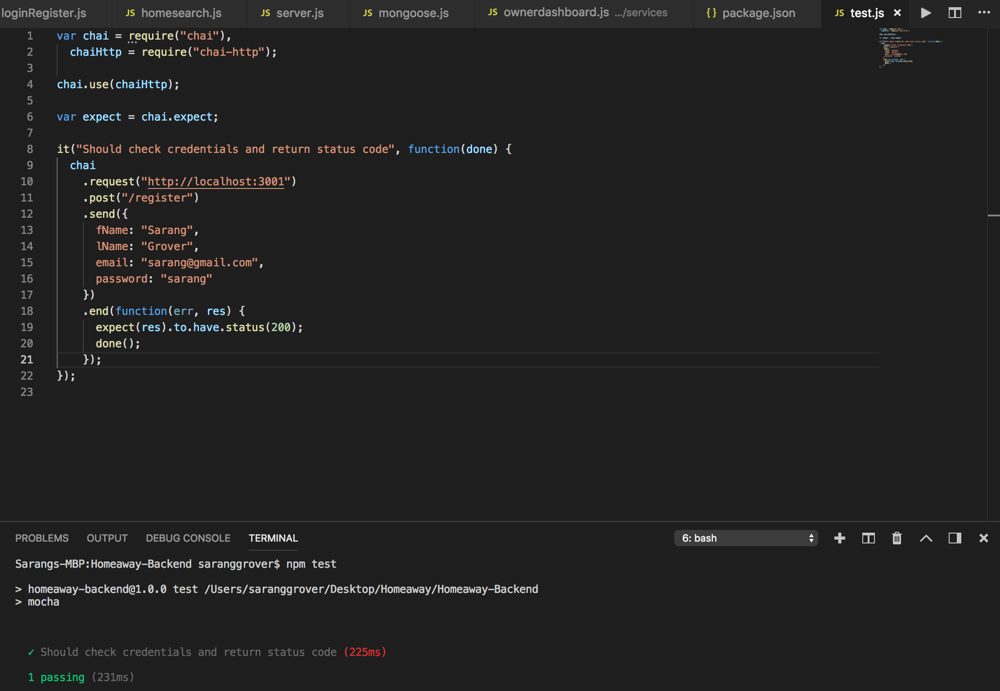 loginRegister.js
JS homesearch.js
JS server.js
JS mongoose.js
JS ownerdashboard.js .../services
{} package.json
JS test.js
1 var chai = require("chai"),
2 chaiHttp = require("chai-http");
3
4 chai.use(chaiHttp);
5
6 var expect = chai.expect;
7
8 it("Should check credentials and return status code", function(done) {
9 chai
10 .request("http://localhost:3001")
11 .post("/register")
12 .send({
13 fName: "Sarang",
14 lName: "Grover",
15 email: "sarang@gmail.com",
16 password: "sarang"
17 })
18 .end(function(err, res) {
19 expect(res).to.have.status(200);
20 done();
21 });
22 });
23
PROBLEMS OUTPUT DEBUG CONSOLE TERMINAL
6: bash
Sarangs-MBP:Homeaway-Backend saranggrover$ npm test
> homeaway-backend@1.0.0 test /Users/saranggrover/Desktop/Homeaway/Homeaway-Backend
> mocha
✓ Should check credentials and return status code (225ms)
1 passing (231ms)